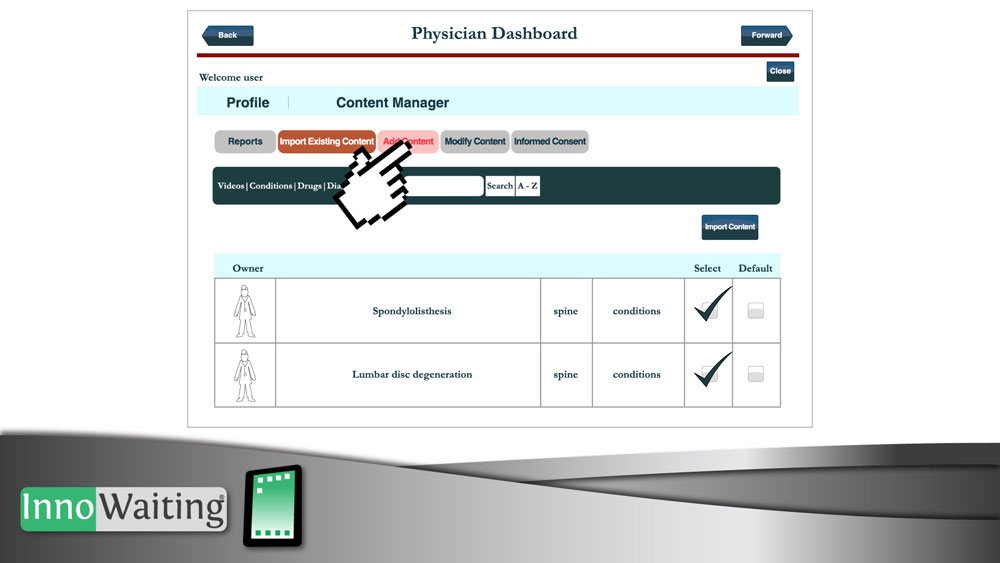 Back
Physician Dashboard
Forward
Welcome user
Close
Profile | Content Manager
Reports Import Existing Content Add Content Modify Content Informed Consent
Videos | Conditions | Drugs | Search A - Z
Import Content
Owner Select Default
Spondylolisthesis spine conditions
Lumbar disc degeneration spine conditions
InnoWaiting®